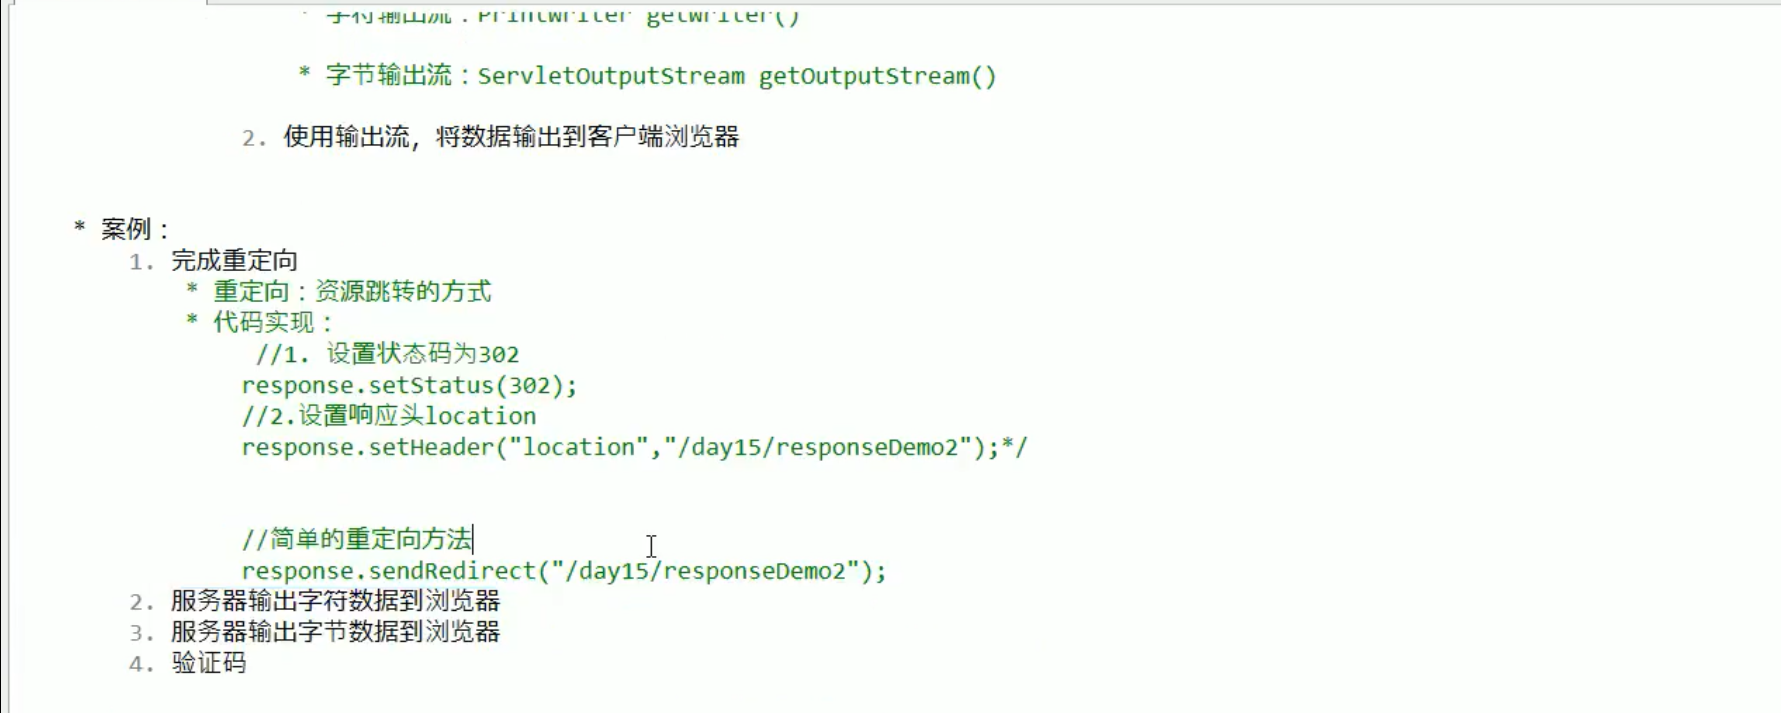 * 字符输出流：PrintWriter getWriter()
* 字节输出流：ServletOutputStream getOutputStream()
2. 使用输出流，将数据输出到客户端浏览器
* 案例：
1. 完成重定向
* 重定向：资源跳转的方式
* 代码实现：
//1. 设置状态码为302
response.setStatus(302);
//2.设置响应头location
response.setHeader("location","/day15/responseDemo2");*/
//简单的重定向方法
response.sendRedirect("/day15/responseDemo2");
2. 服务器输出字符数据到浏览器
3. 服务器输出字节数据到浏览器
4. 验证码